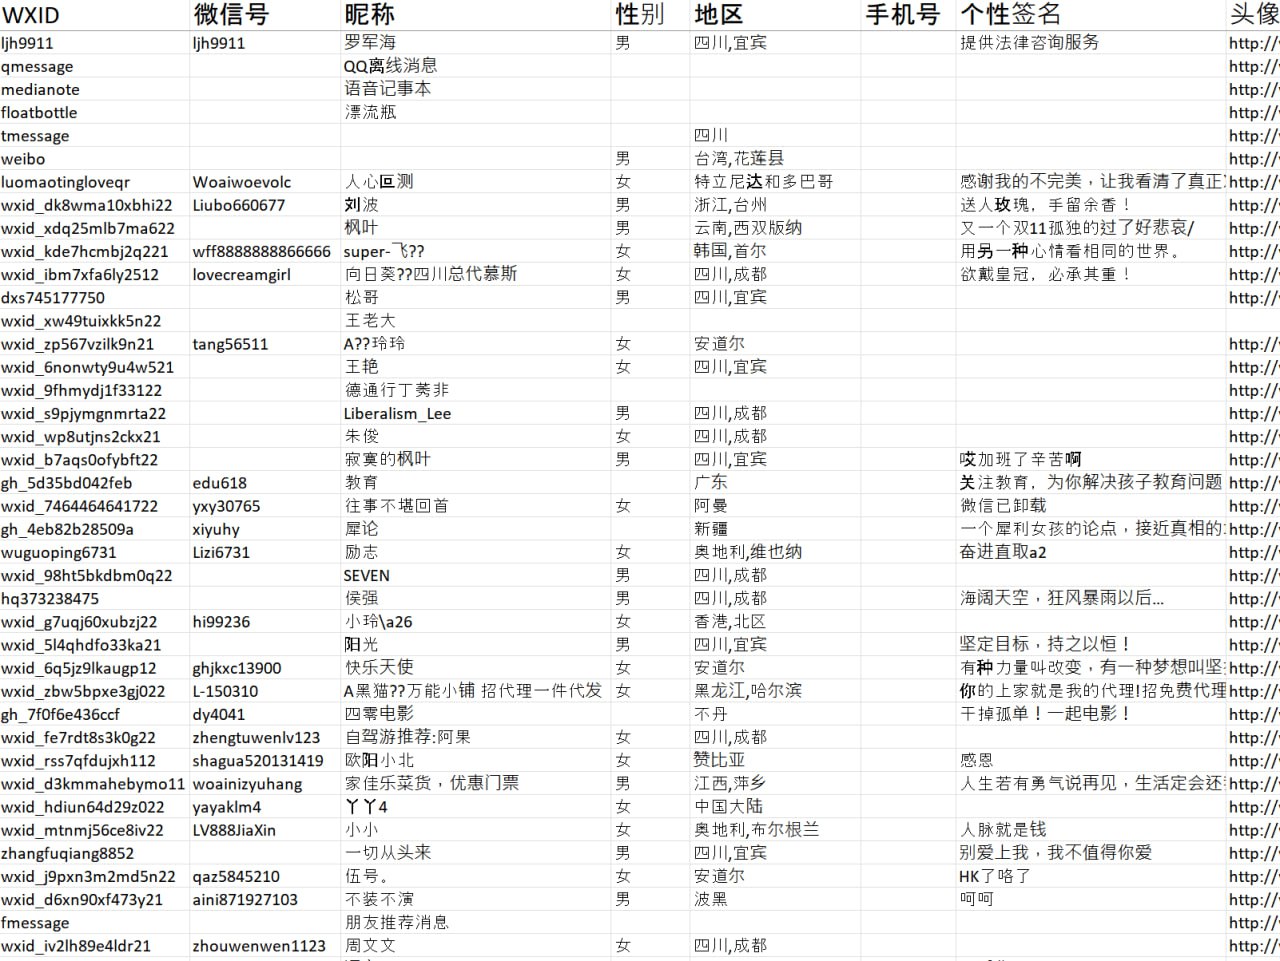 WXID 微信号 昵称 性别 地区 手机号 个性签名 头像
ljh9911 ljh9911 罗军海 男 四川,宜宾 提供法律咨询服务 http://
qmessage QQ离线消息 http://
medianote 语音记事本 http://
floatbottle 漂流瓶 http://
tmessage 四川 http://
weibo 男 台湾,花莲县 http://
luomaotingloveqr Woaiwoevolc 人心叵测 女 特立尼达和多巴哥 感谢我的不完美，让我看清了真正 http://
wxid_dk8wma10xbhi22 Liubo660677 刘波 男 浙江,台州 送人玫瑰，手留余香！ http://
wxid_xdq25mlb7ma622 枫叶 男 云南,西双版纳 又一个双11孤独的过了好悲哀/ http://
wxid_kde7hcmbj2q221 wff8888888866666 super-飞?? 女 韩国,首尔 用另一种心情看相同的世界。 http://
wxid_ibm7xfa6ly2512 lovecreamgirl 向日葵??四川总代慕斯 女 四川,成都 欲戴皇冠，必承其重！ http://
dxs745177750 松哥 男 四川,宜宾 http://
wxid_xw49tuixkk5n22 王老大
wxid_zp567vzilk9n21 tang56511 A??玲玲 女 安道尔 http://
wxid_6nonwty9u4w521 王艳 女 四川,宜宾 http://
wxid_9fhmydj1f33122 德通行丁莠非 http://
wxid_s9pjymgnmrta22 Liberalism_Lee 男 四川,成都 http://
wxid_wp8utjns2ckx21 朱俊 女 四川,成都 http://
wxid_b7aqs0ofybft22 寂寞的枫叶 男 四川,宜宾 哎加班了辛苦啊 http://
gh_5d35bd042feb edu618 教育 广东 关注教育，为你解决孩子教育问题 http://
wxid_7464464641722 yxy30765 往事不堪回首 女 阿曼 微信已卸载 http://
gh_4eb82b28509a xiyuhy 犀论 新疆 一个犀利女孩的论点，接近真相的 http://
wuguoping6731 Lizi6731 励志 女 奥地利,维也纳 奋进直取a2 http://
wxid_98ht5bkdbm0q22 SEVEN 男 四川,成都 http://
hq373238475 侯强 男 四川,成都 海阔天空，狂风暴雨以后... http://
wxid_g7uqj60xubzj22 hi99236 小玲\a26 女 香港,北区 http://
wxid_5l4qhdfo33ka21 阳光 男 四川,宜宾 坚定目标，持之以恒！ http://
wxid_6q5jz9lkaugp12 ghjkxc13900 快乐天使 女 安道尔 有种力量叫改变，有一种梦想叫坚 http://
wxid_zbw5bpxe3gj022 L-150310 A黑猫??万能小铺 招代理一件代发 女 黑龙江,哈尔滨 你的上家就是我的代理!招免费代理 http://
gh_7f0f6e436ccf dy4041 四零电影 不丹 干掉孤单！一起电影！ http://
wxid_fe7rdt8s3k0g22 zhengtuwenlv123 自驾游推荐:阿果 女 四川,成都 http://
wxid_rss7qfdujxh112 shagua520131419 欧阳小北 女 赞比亚 感恩 http://
wxid_d3kmmahebymo11 woainizyuhang 家佳乐菜货，优惠门票 男 江西,萍乡 人生若有勇气说再见，生活定会还 http://
wxid_hdiun64d29z022 yayaklm4 丫丫4 女 中国大陆 http://
wxid_mtnmj56ce8iv22 LV888JiaXin 小小 女 奥地利,布尔根兰 人脉就是钱 http://
zhangfuqiang8852 一切从头来 男 四川,宜宾 别爱上我，我不值得你爱 http://
wxid_j9pxn3m2md5n22 qaz5845210 伍号。 女 安道尔 HK了咯了 http://
wxid_d6xn90xf473y21 aini871927103 不装不演 男 波黑 呵呵 http://
fmessage 朋友推荐消息 http://
wxid_iv2lh89e4ldr21 zhouwenwen1123 周文文 女 四川,成都 http://